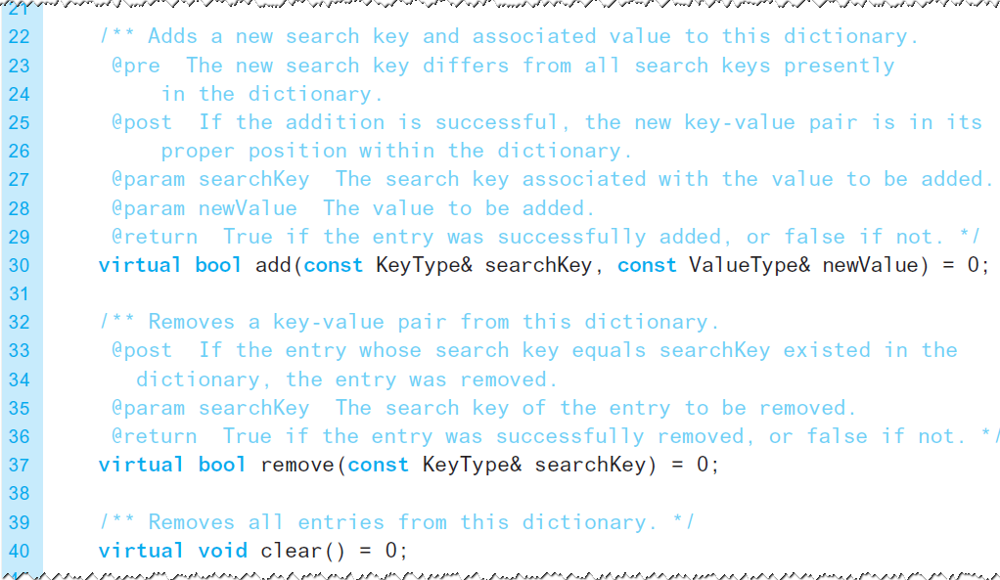 21
22 /** Adds a new search key and associated value to this dictionary.
23 @pre The new search key differs from all search keys presently
24 in the dictionary.
25 @post If the addition is successful, the new key-value pair is in its
26 proper position within the dictionary.
27 @param searchKey The search key associated with the value to be added.
28 @param newValue The value to be added.
29 @return True if the entry was successfully added, or false if not. */
30 virtual bool add(const KeyType& searchKey, const ValueType& newValue) = 0;
31
32 /** Removes a key-value pair from this dictionary.
33 @post If the entry whose search key equals searchKey existed in the
34 dictionary, the entry was removed.
35 @param searchKey The search key of the entry to be removed.
36 @return True if the entry was successfully removed, or false if not. */
37 virtual bool remove(const KeyType& searchKey) = 0;
38
39 /** Removes all entries from this dictionary. */
40 virtual void clear() = 0;